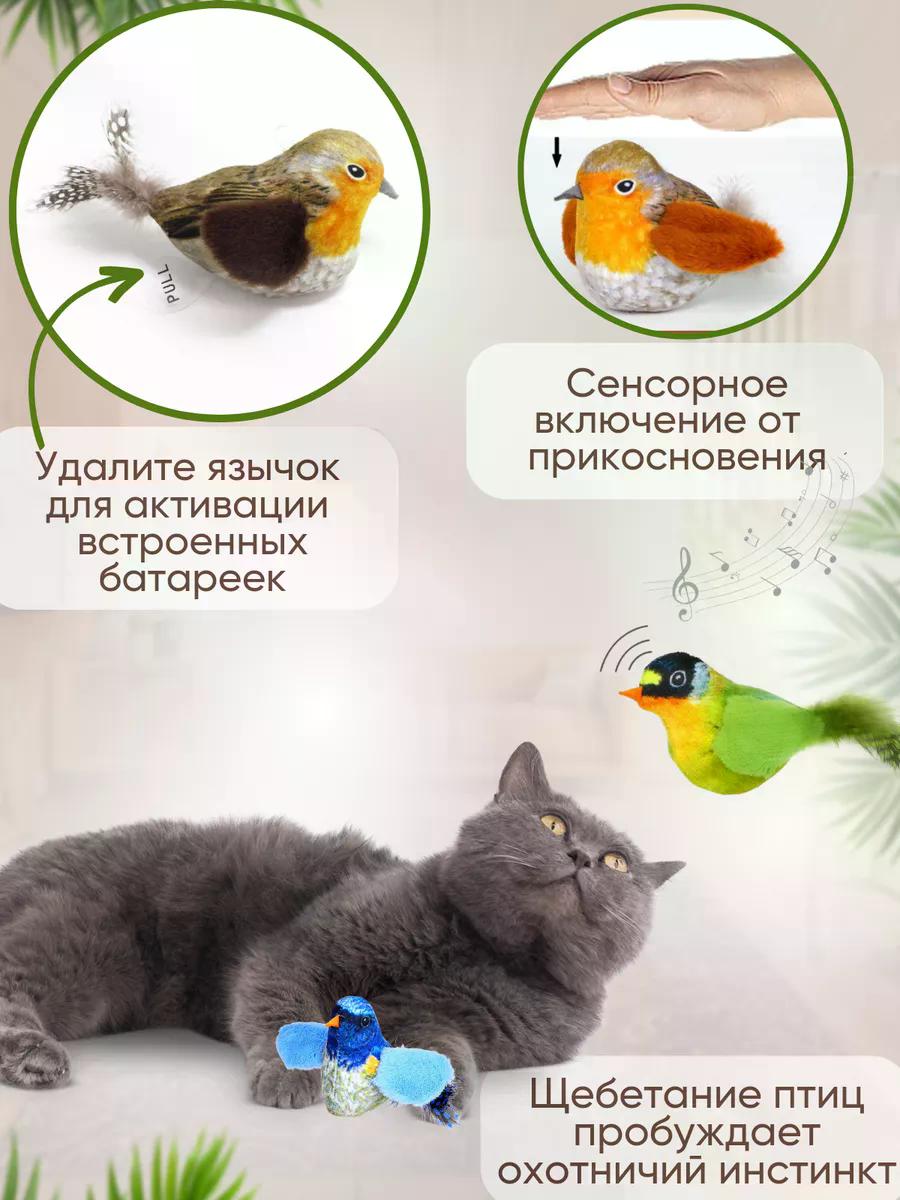 PULL
Сенсорное
включение от
прикосновения
Удалите язычок
для активации
встроенных
батареек
Щебетание птиц
пробуждает
охотничий инстинкт